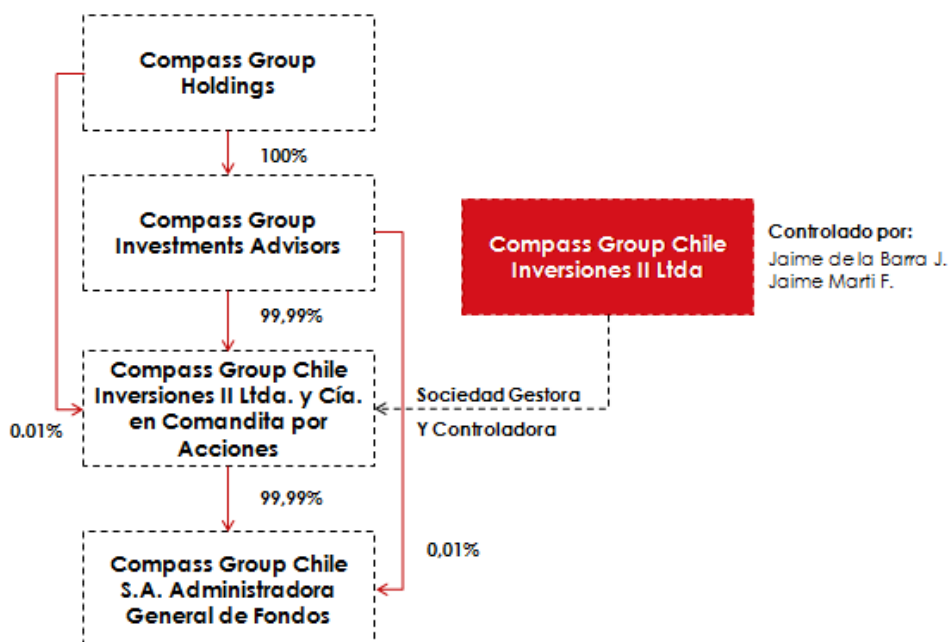 Compass Group
Holdings
100%
Compass Group
Investments Advisors
Compass Group Chile
Inversiones II Ltda
Controlado por:
Jaime de la Barra J.
Jaime Marti F.
99,99%
Compass Group Chile
Inversiones II Ltda. y Cía.
en Comandita por
Acciones
Sociedad Gestora
Y Controladora
0.01%
99,99%
0,01%
Compass Group Chile
S.A. Administradora
General de Fondos